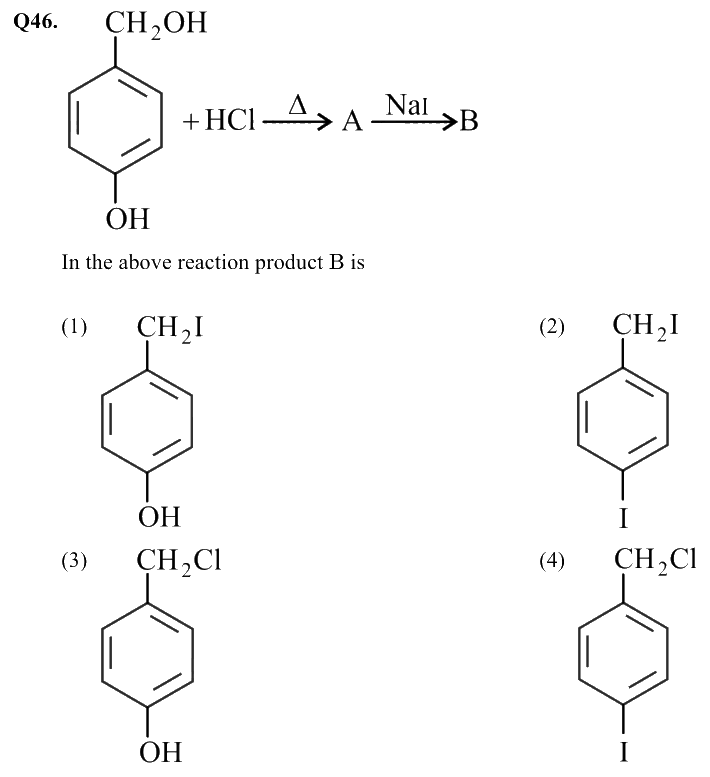 Q46. CH2OH
+ HCl Δ A NaI B
OH
In the above reaction product B is
(1) CH2I (2) CH2I
OH I
(3) CH2Cl (4) CH2Cl
OH I